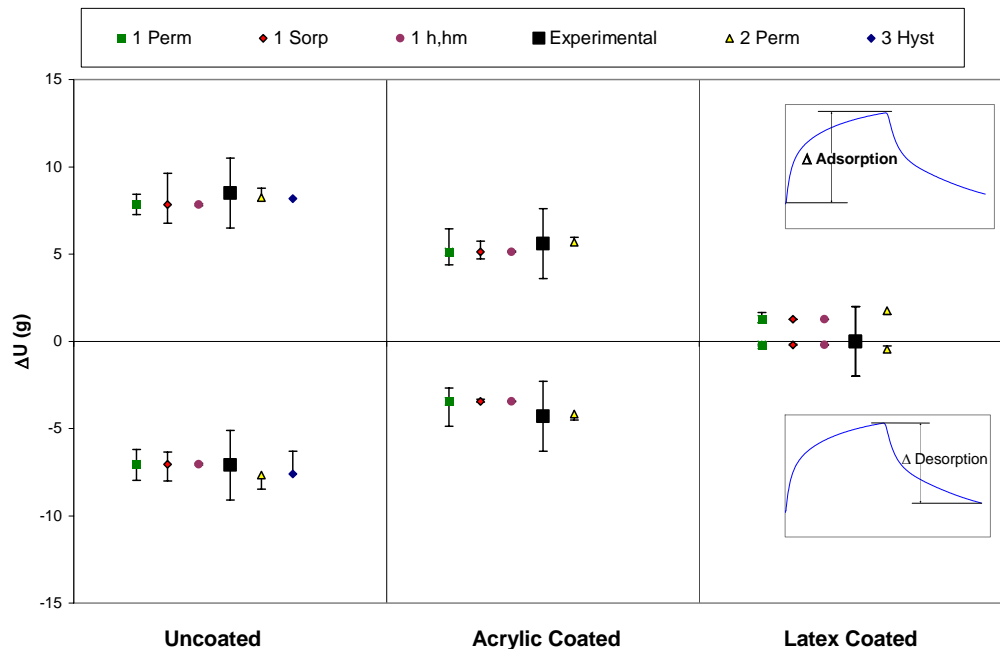 1 Perm 1 Sorp 1 h,hm Experimental 2 Perm 3 Hyst
15
10
5
0
-5
-10
-15
ΔU (g)
Δ Adsorption
Δ Desorption
Uncoated Acrylic Coated Latex Coated